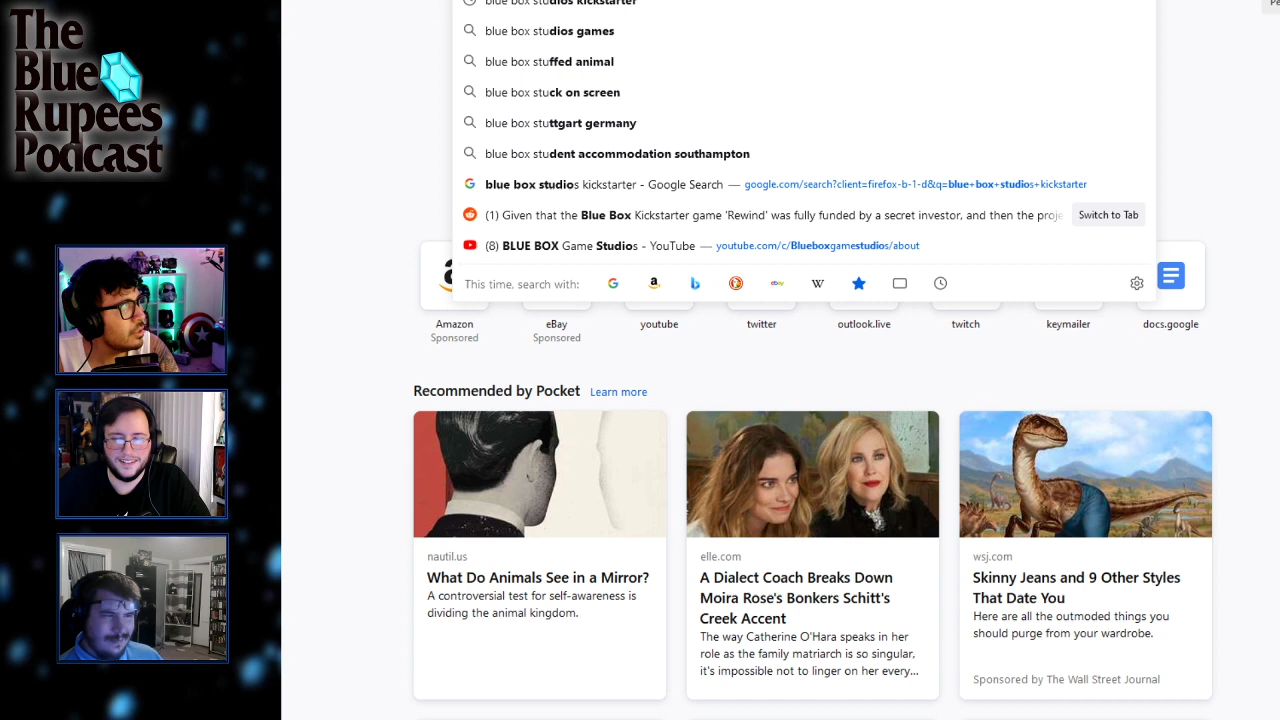 The
Blue
Rupees
Podcast
blue box studios kickstarter
blue box studios games
blue box stuffed animal
blue box stuck on screen
blue box stuttgart germany
blue box student accommodation southampton
blue box studios kickstarter - Google Search — google.com/search?client=firefox-b-1-d&q=blue+box+studios+kickstarter
(1) Given that the Blue Box Kickstarter game 'Rewind' was fully funded by a secret investor, and then the proje
Switch to Tab
(8) BLUE BOX Game Studios - YouTube — youtube.com/c/Blueboxgamestudios/about
This time, search with:
a
b
ebay
W
Amazon
Sponsored
eBay
Sponsored
youtube
twitter
outlook.live
twitch
keymailer
docs.google
Recommended by Pocket Learn more
nautil.us
What Do Animals See in a Mirror?
A controversial test for self-awareness is
dividing the animal kingdom.
elle.com
A Dialect Coach Breaks Down
Moira Rose's Bonkers Schitt's
Creek Accent
The way Catherine O'Hara speaks in her
role as the family matriarch is so singular,
it's impossible not to linger on her every...
wsj.com
Skinny Jeans and 9 Other Styles
That Date You
Here are all the outmoded things you
should purge from your wardrobe.
Sponsored by The Wall Street Journal